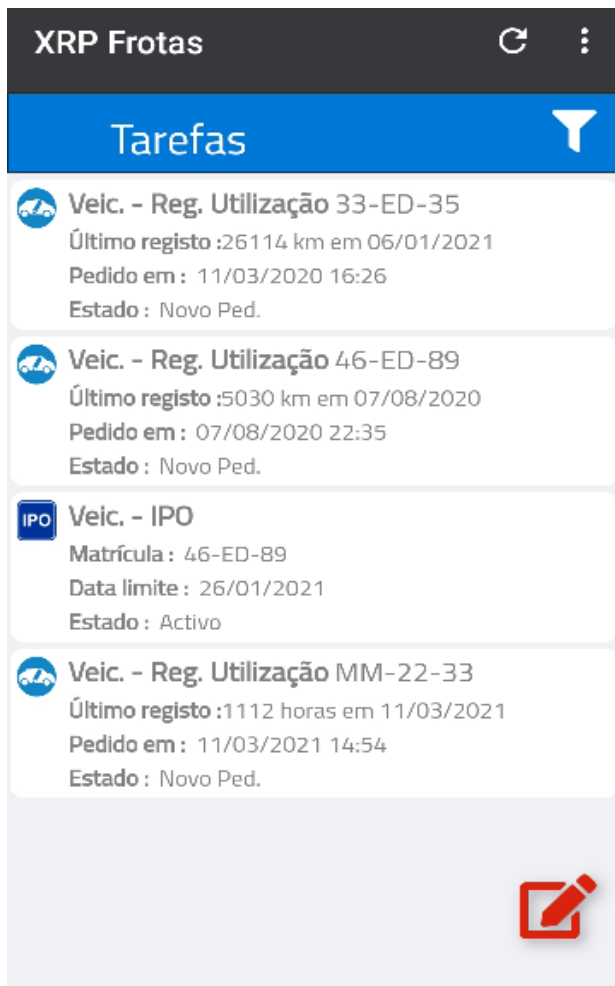 XRP Frotas
Tarefas
Veic. - Reg. Utilização 33-ED-35
Último registo :26114 km em 06/01/2021
Pedido em : 11/03/2020 16:26
Estado : Novo Ped.
Veic. - Reg. Utilização 46-ED-89
Último registo :5030 km em 07/08/2020
Pedido em : 07/08/2020 22:35
Estado : Novo Ped.
IPO Veic. - IPO
Matrícula : 46-ED-89
Data limite : 26/01/2021
Estado : Activo
Veic. - Reg. Utilização MM-22-33
Último registo :1112 horas em 11/03/2021
Pedido em : 11/03/2021 14:54
Estado : Novo Ped.